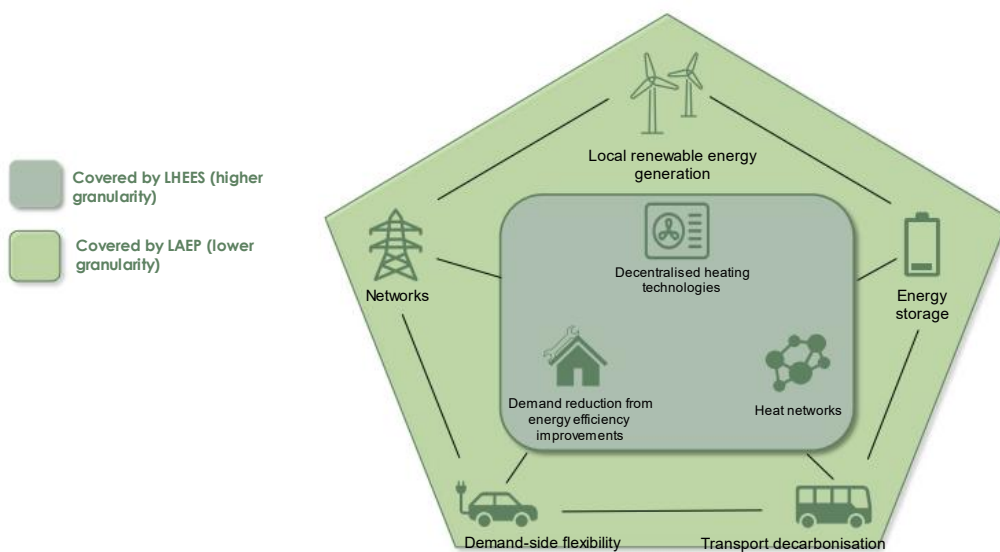 Covered by LHEES (higher
granularity)
Covered by LAEP (lower
granularity)
Local renewable energy
generation
Decentralised heating
technologies
Networks
Energy
storage
Demand reduction from
energy efficiency
improvements
Heat networks
Demand-side flexibility
Transport decarbonisation